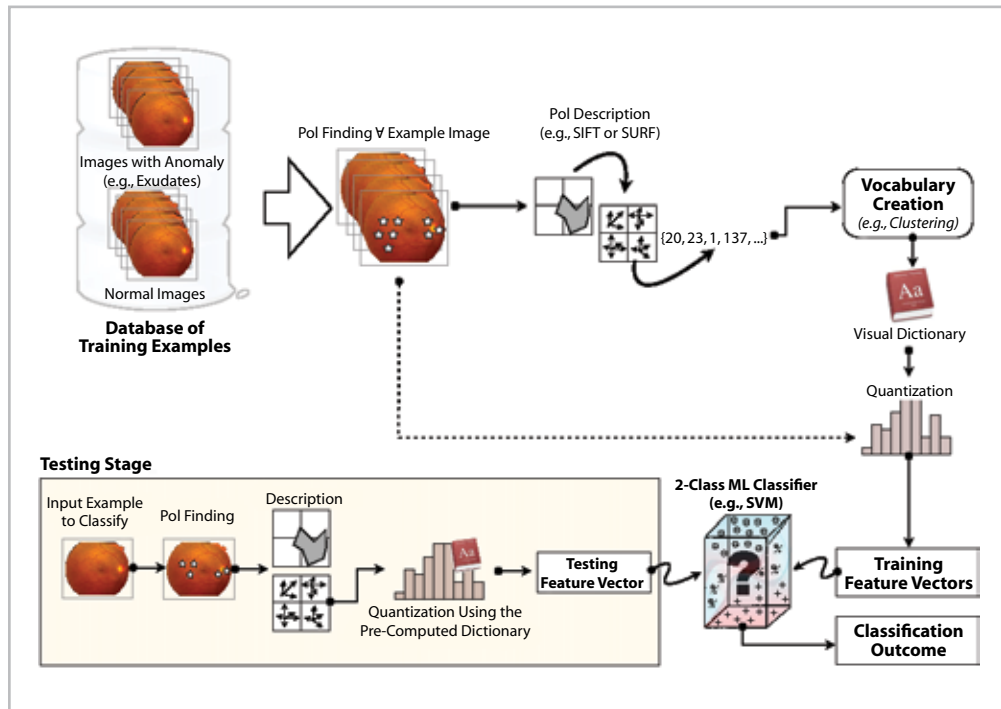 Images with Anomaly
(e.g., Exudates)
Normal Images
Database of
Training Examples
PoI Finding ∀ Example Image
PoI Description
(e.g., SIFT or SURF)
{20, 23, 1, 137, ...}
Vocabulary
Creation
(e.g., Clustering)
Aa
Visual Dictionary
Quantization
Testing Stage
Input Example
to Classify
PoI Finding
Description
Aa
Quantization Using the
Pre-Computed Dictionary
Testing
Feature Vector
2-Class ML Classifier
(e.g., SVM)
?
Training
Feature Vectors
Classification
Outcome